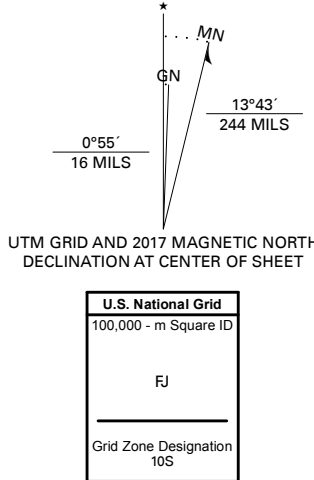 ★
MN
GN
13°43´
244 MILS
0°55´
16 MILS
UTM GRID AND 2017 MAGNETIC NORTH
DECLINATION AT CENTER OF SHEET
U.S. National Grid
100,000 - m Square ID
FJ
Grid Zone Designation
10S